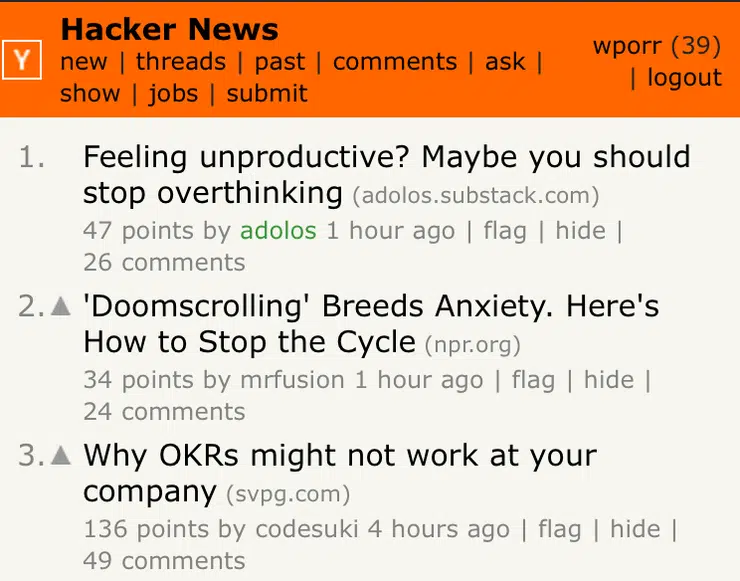 Hacker News
Y
new | threads | past | comments | ask |
show | jobs | submit
wporr (39)
| logout
1. Feeling unproductive? Maybe you should
stop overthinking (adolos.substack.com)
47 points by adolos 1 hour ago | flag | hide |
26 comments
2. 'Doomscrolling' Breeds Anxiety. Here's
How to Stop the Cycle (npr.org)
34 points by mrfusion 1 hour ago | flag | hide |
24 comments
3. Why OKRs might not work at your
company (svpg.com)
136 points by codesuki 4 hours ago | flag | hide |
49 comments